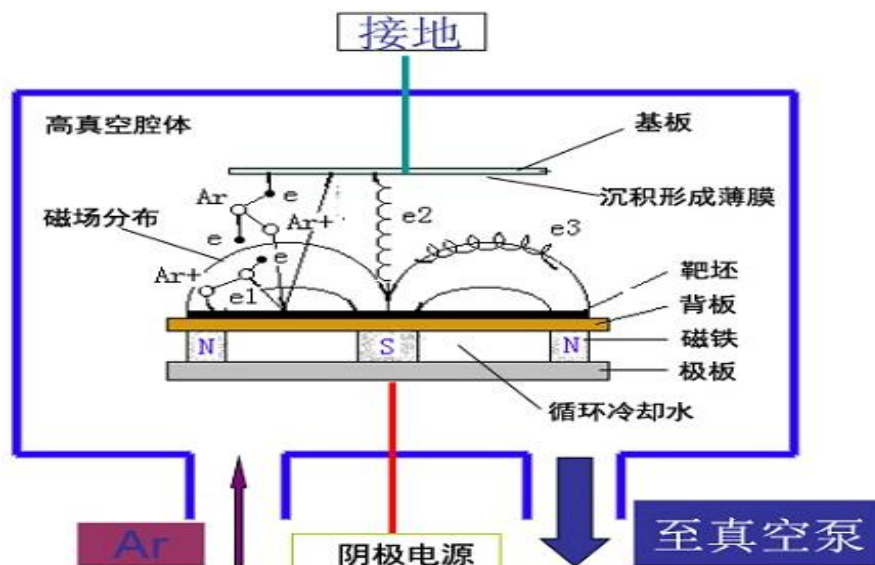 接地
高真空腔体
基板
沉积形成薄膜
e
Ar
Ar+
e
e2
e3
磁场分布
e
Ar+
e1
靶坯
背板
N
S
N
磁铁
极板
循环冷却水
Ar
阴极电源
至真空泵